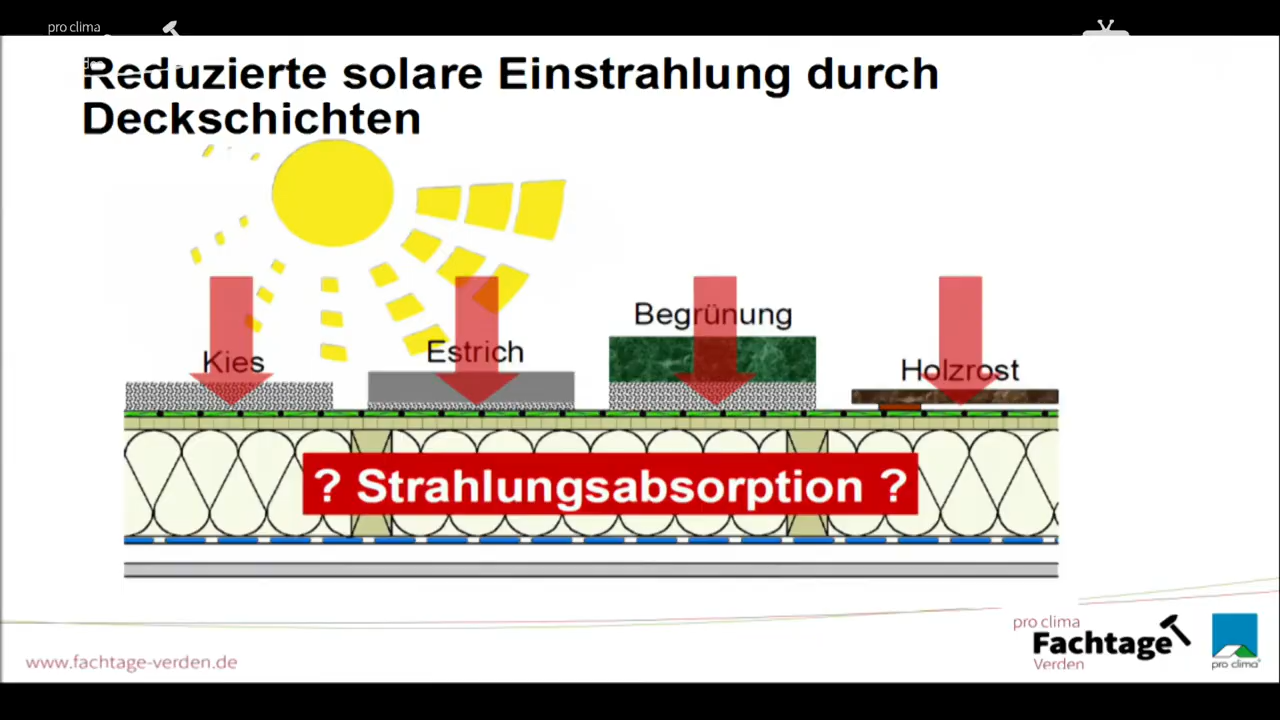 pro clima
Reduzierte solare Einstrahlung durch
Deckschichten
Begrünung
Estrich
Kies
Holzrost
? Strahlungsabsorption ?
pro clima
Fachtage
Verden
www.fachtage-verden.de
pro clima